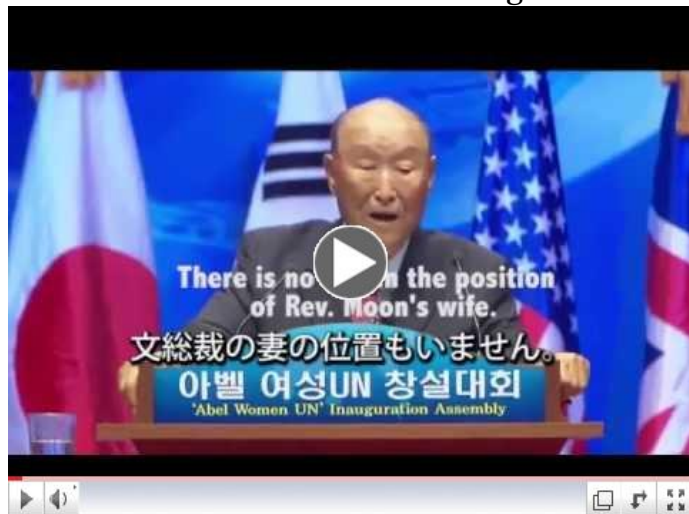 There is no the position
of Rev. Moon's wife.
文総裁の妻の位置もいません。
아벨 여성UN 창설대회
'Abel Women UN' Inauguration Assembly